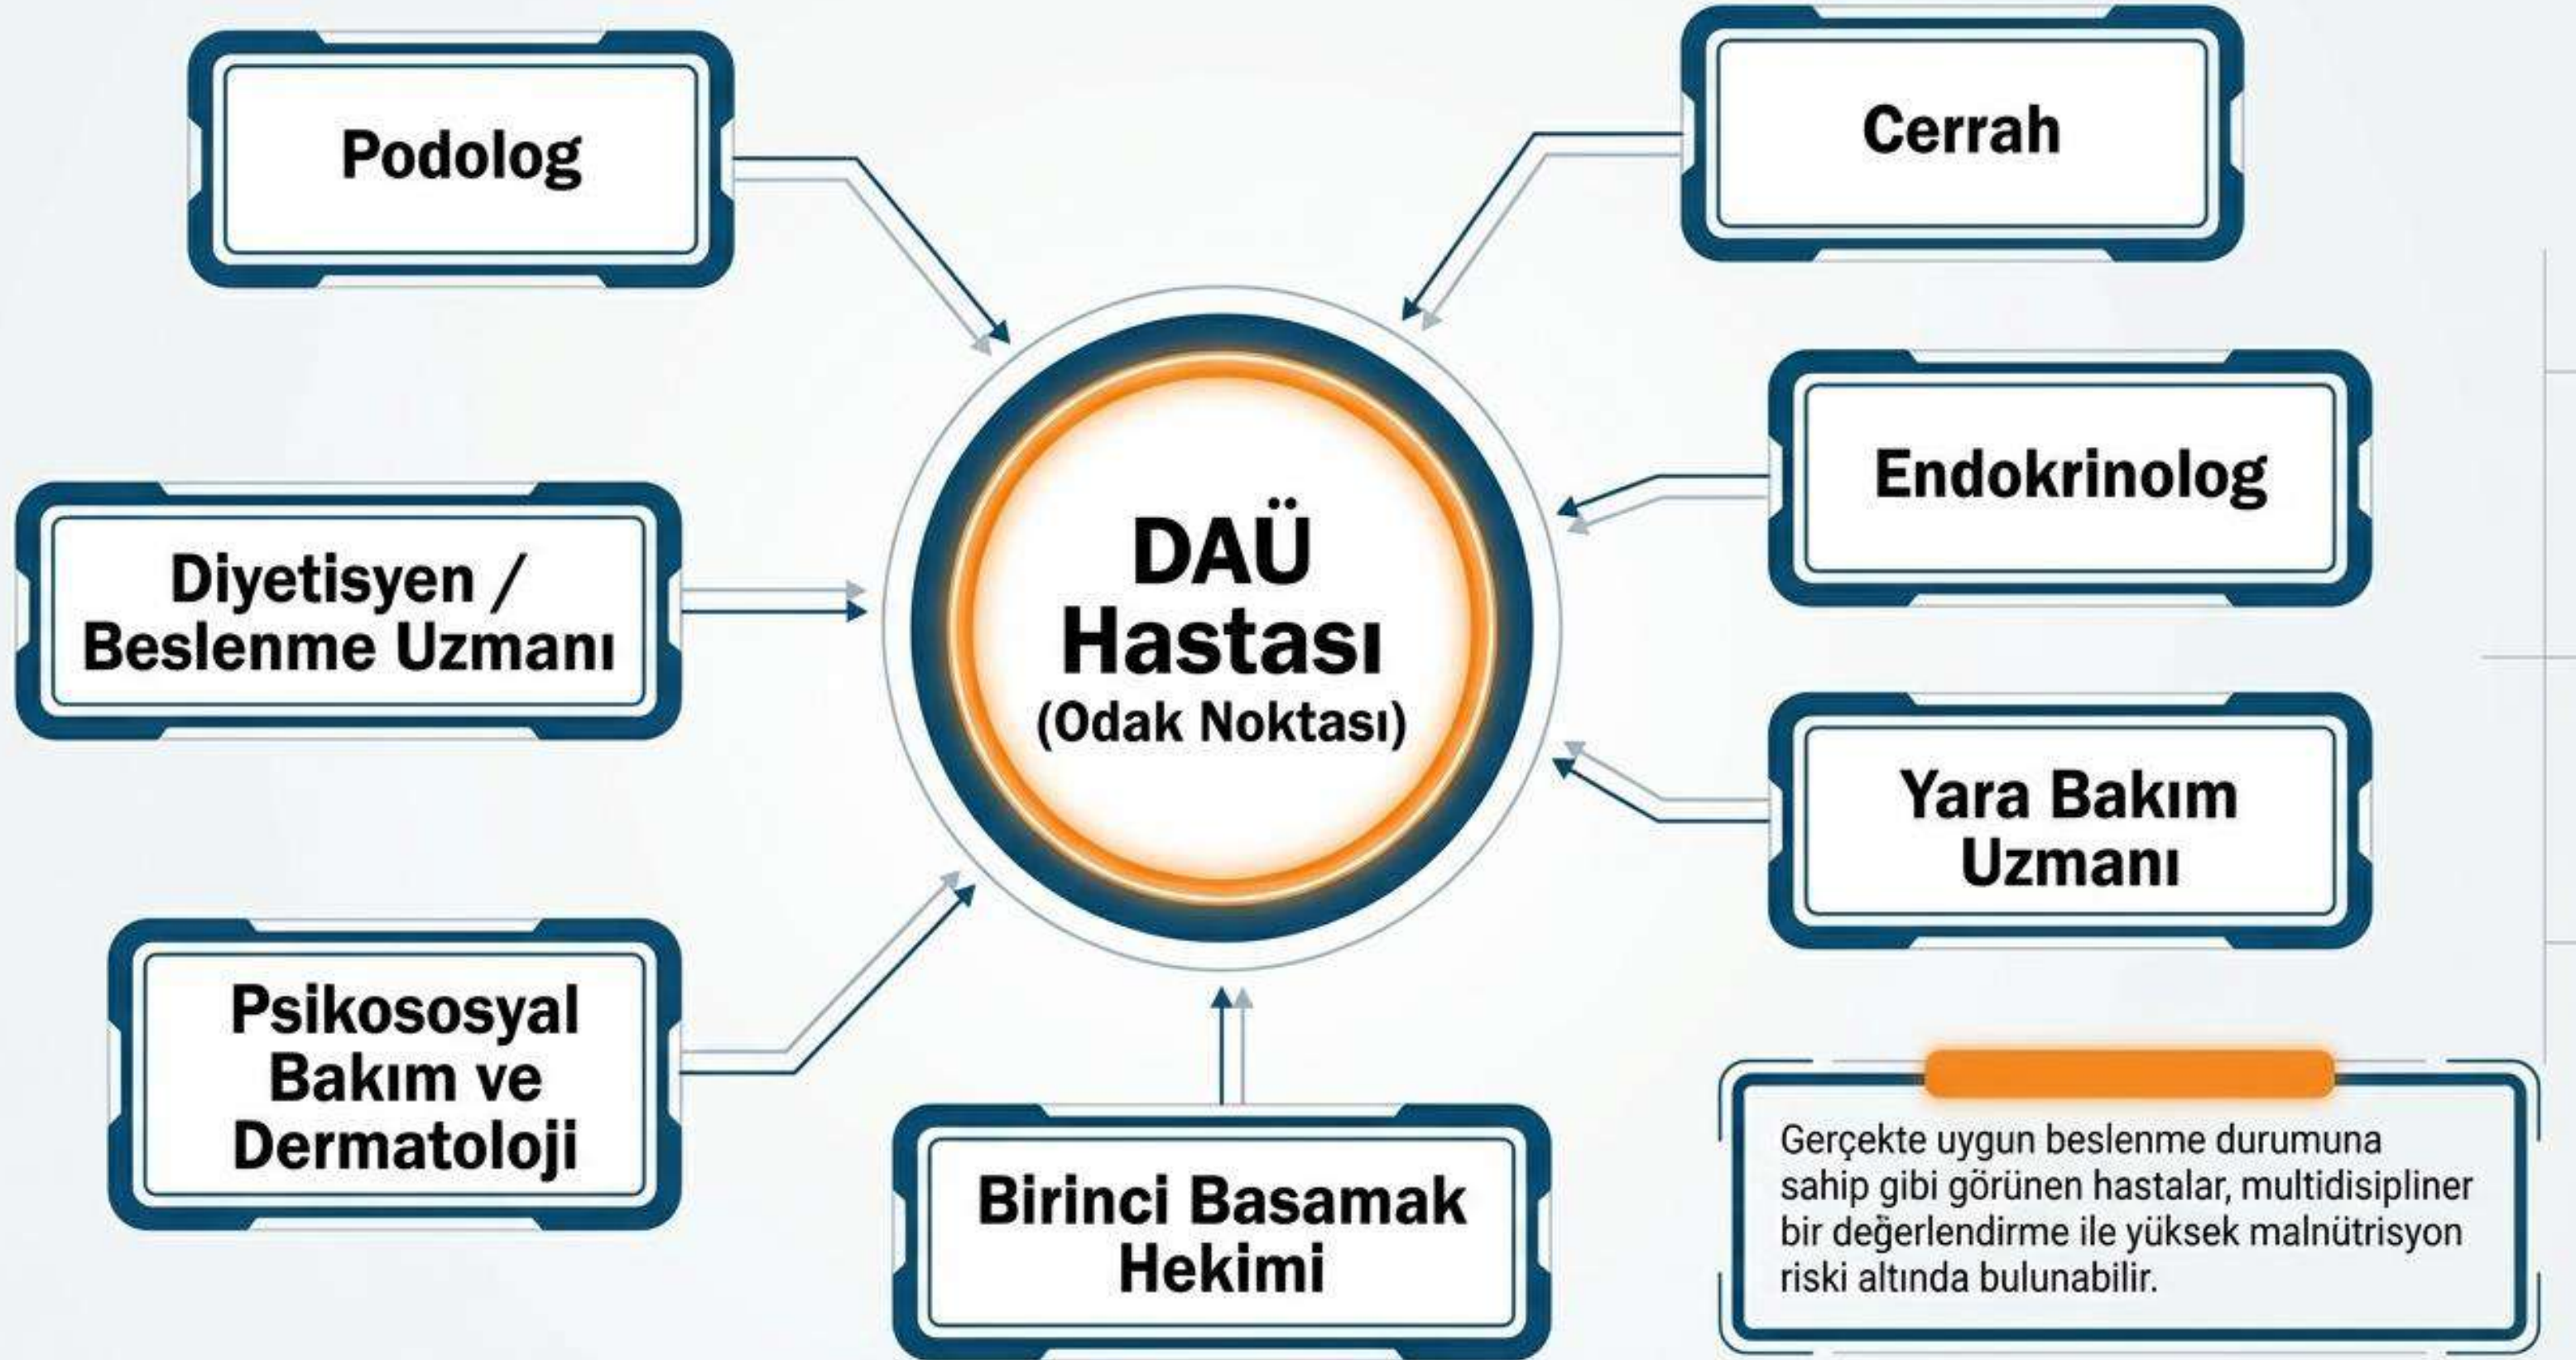 Podolog
Cerrah
Endokrinolog
Diyetisyen /
Beslenme Uzmanı
DAÜ
Hastası
(Odak Noktası)
Yara Bakım
Uzmanı
Psikososyal
Bakım ve
Dermatoloji
Birinci Basamak
Hekimi
Gerçekte uygun beslenme durumuna
sahip gibi görünen hastalar, multidisipliner
bir değerlendirme ile yüksek malnütrisyon
riski altında bulunabilir.